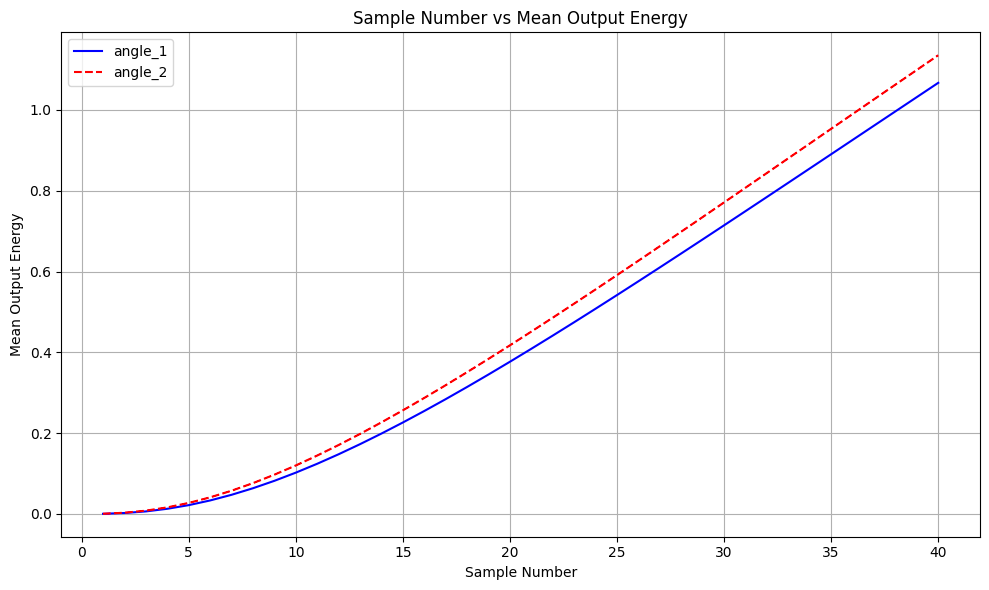 Sample Number vs Mean Output Energy
angle_1
angle_2
Mean Output Energy
1.0
0.8
0.6
0.4
0.2
0.0
0 5 10 15 20 25 30 35 40
Sample Number